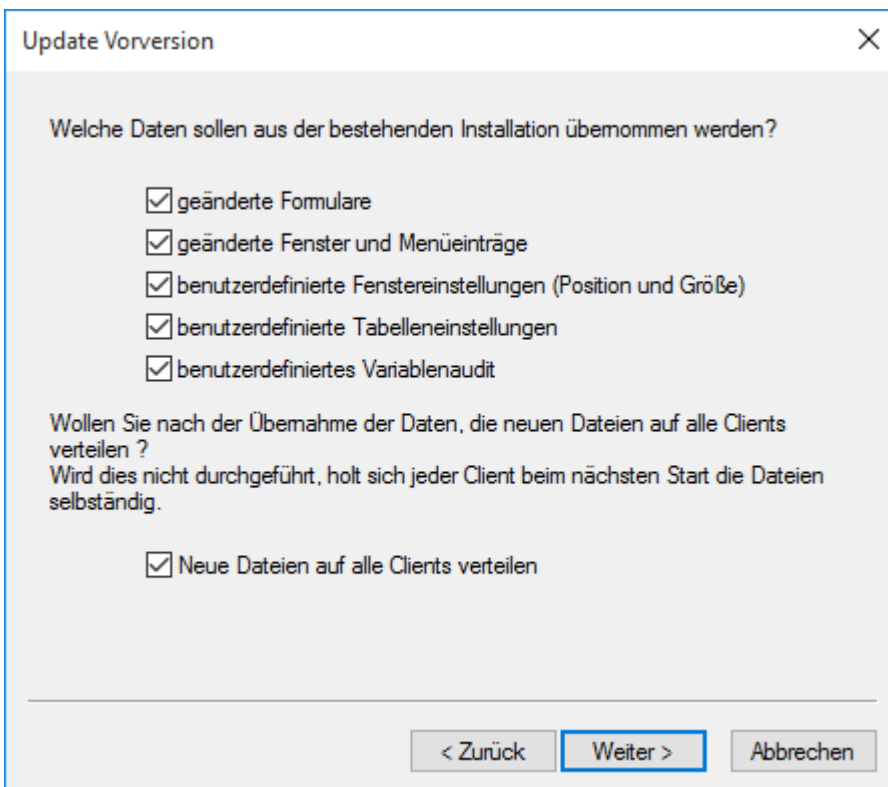 Update Vorversion
Welche Daten sollen aus der bestehenden Installation übernommen werden?
geänderte Formulare
geänderte Fenster und Menüeinträge
benutzerdefinierte Fenstereinstellungen (Position und Größe)
benutzerdefinierte Tabelleneinstellungen
benutzerdefiniertes Variablenaudit
Wollen Sie nach der Übernahme der Daten, die neuen Dateien auf alle Clients
verteilen ?
Wird dies nicht durchgeführt, holt sich jeder Client beim nächsten Start die Dateien
selbständig.
Neue Dateien auf alle Clients verteilen
< Zurück
Weiter >
Abbrechen